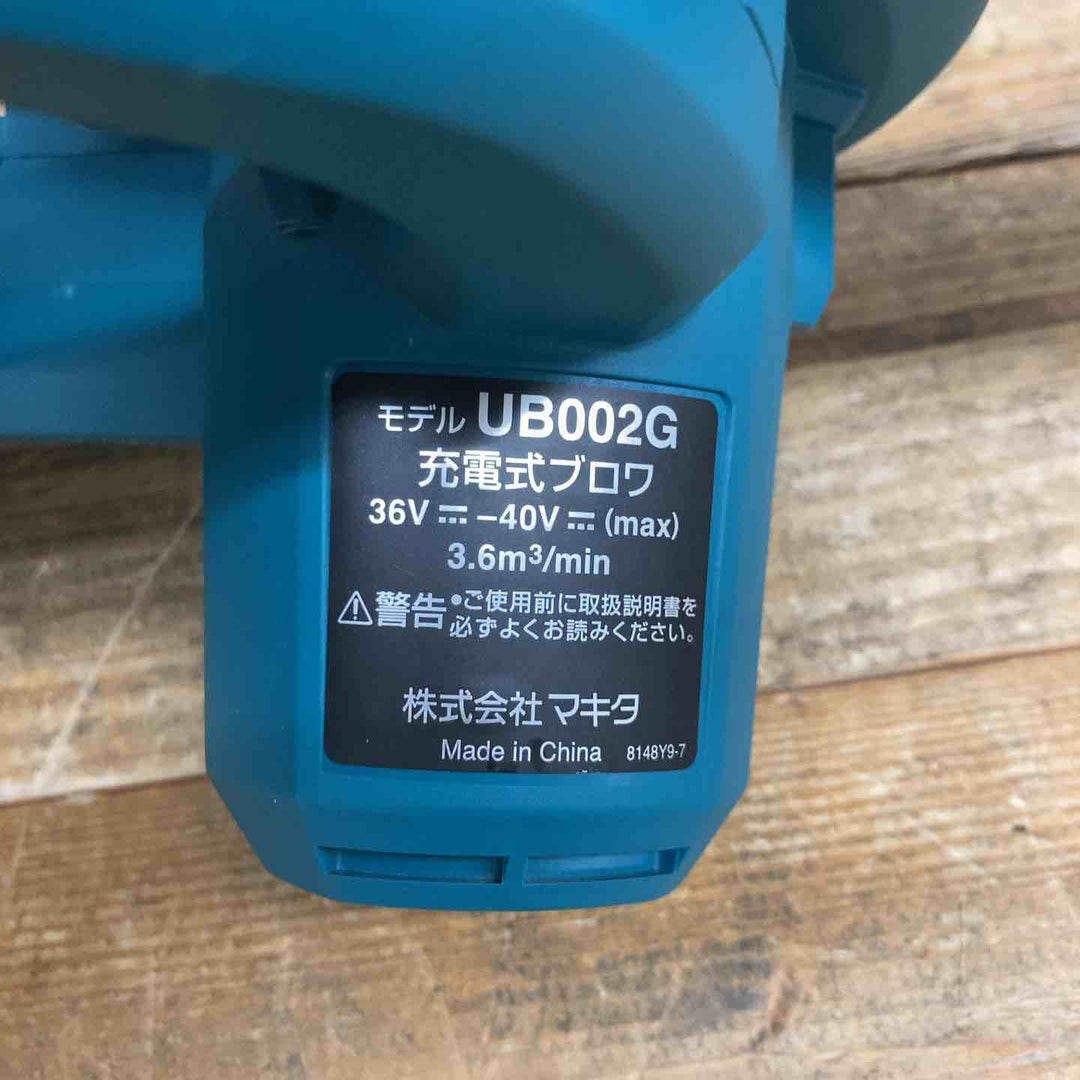 モデル UB002G
充電式ブロワ
36V ⎓ -40V ⎓ (max)
3.6m³/min
⚠警告 •ご使用前に取扱説明書を
必ずよくお読みください。
株式会社 マキタ
Made in China 8148Y9-7